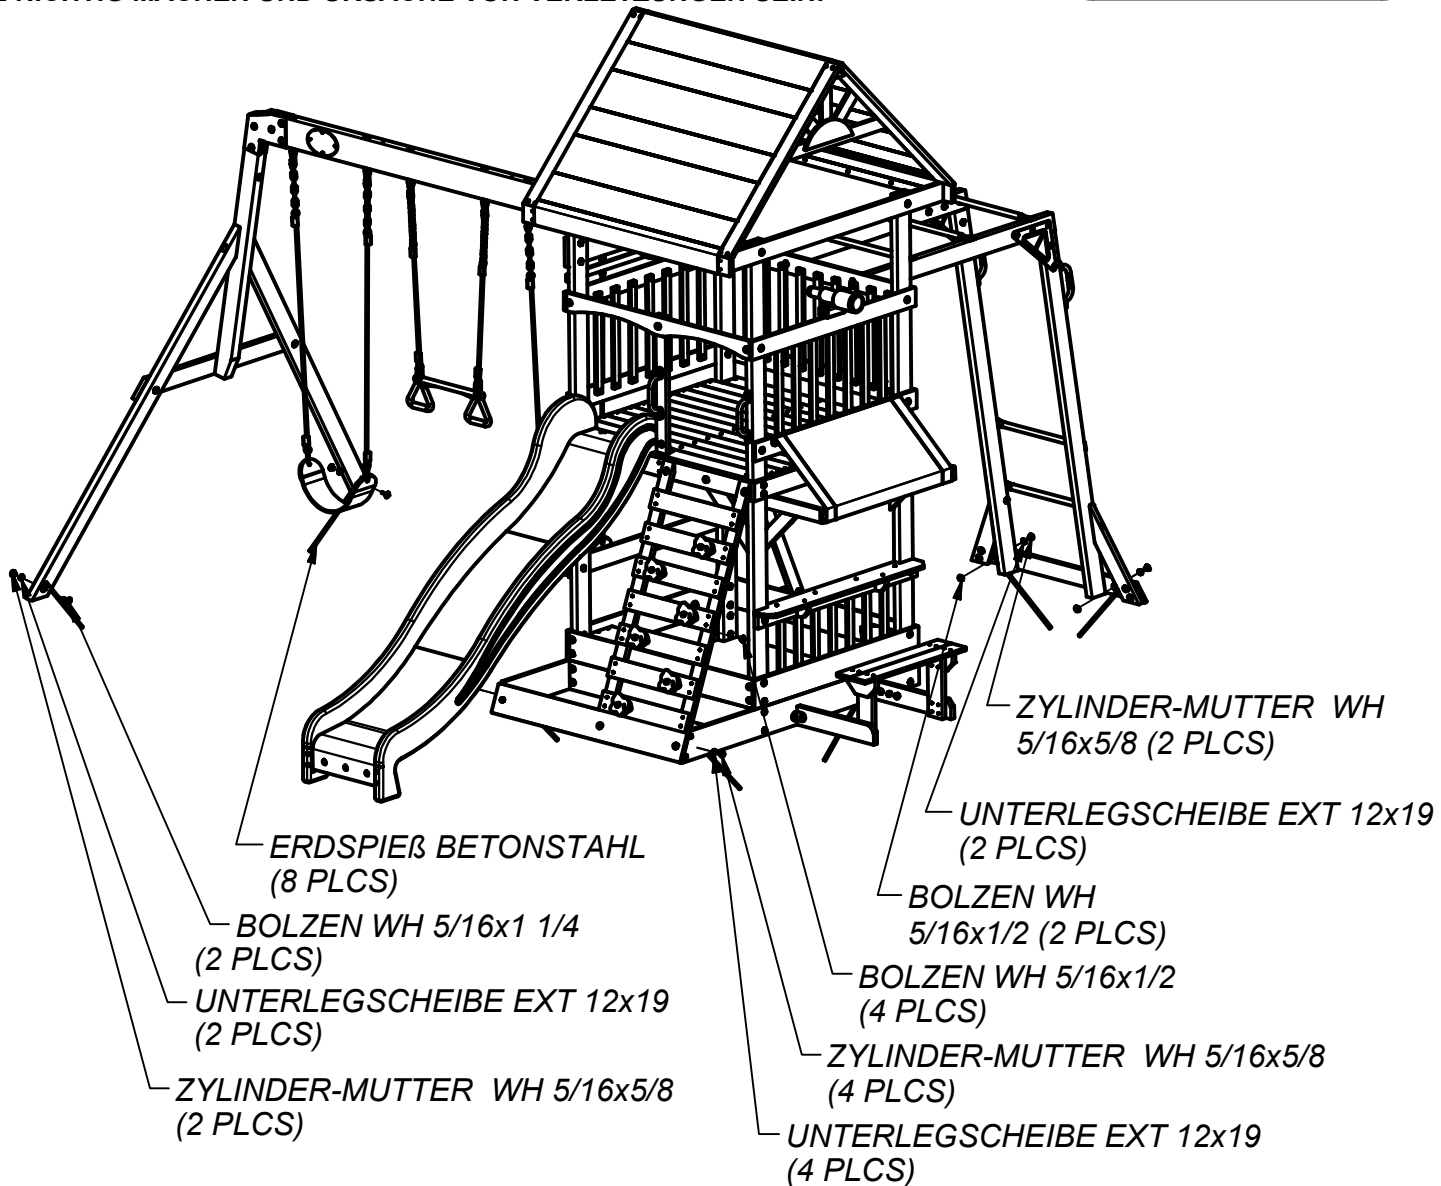 ZYLINDER-MUTTER WH
5/16x5/8 (2 PLCS)
UNTERLEGSCHEIBE EXT 12x19
(2 PLCS)
ERDSPIEß BETONSTAHL
(8 PLCS)
BOLZEN WH
5/16x1/2 (2 PLCS)
BOLZEN WH 5/16x1 1/4
(2 PLCS)
BOLZEN WH 5/16x1/2
(4 PLCS)
UNTERLEGSCHEIBE EXT 12x19
(2 PLCS)
ZYLINDER-MUTTER WH 5/16x5/8
(4 PLCS)
ZYLINDER-MUTTER WH 5/16x5/8
(2 PLCS)
UNTERLEGSCHEIBE EXT 12x19
(4 PLCS)